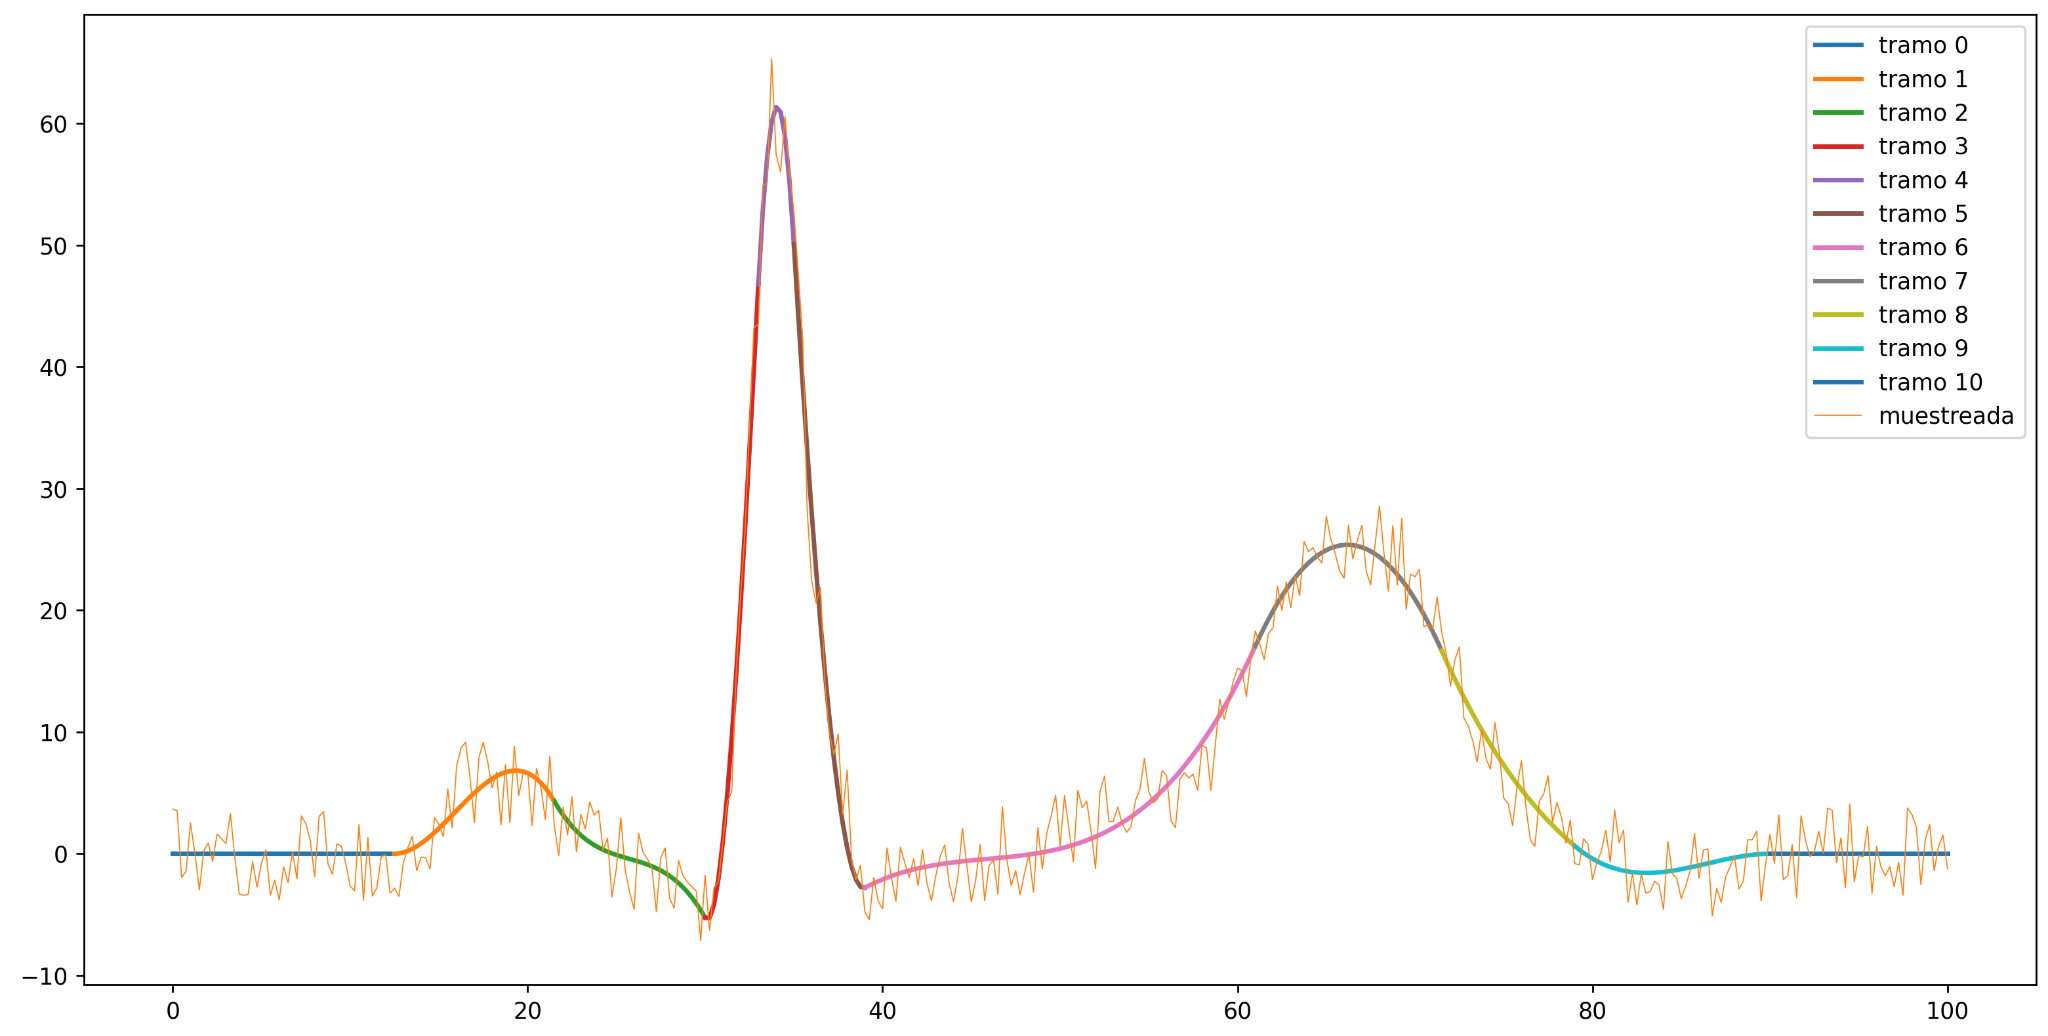 60
50
40
30
20
10
0
−10
0 20 40 60 80 100
tramo 0
tramo 1
tramo 2
tramo 3
tramo 4
tramo 5
tramo 6
tramo 7
tramo 8
tramo 9
tramo 10
muestreada